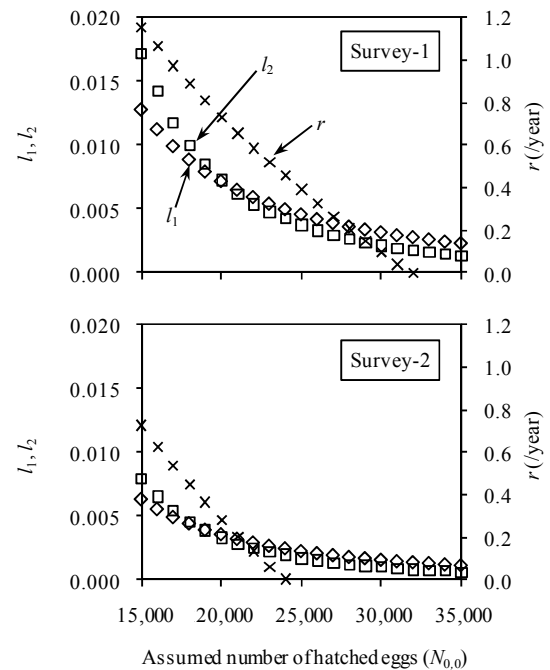 0.020 1.2
Survey-1
1.0
0.015 l₂
0.8
l₁, l₂ 0.010 r 0.6 r (/year)
0.4
0.005 l₁
0.2
0.000 0.0
0.020 1.2
Survey-2
1.0
0.015
0.8
l₁, l₂ 0.010 0.6 r (/year)
0.4
0.005
0.2
0.000 0.0
15,000 20,000 25,000 30,000 35,000
Assumed number of hatched eggs (N₀,₀)